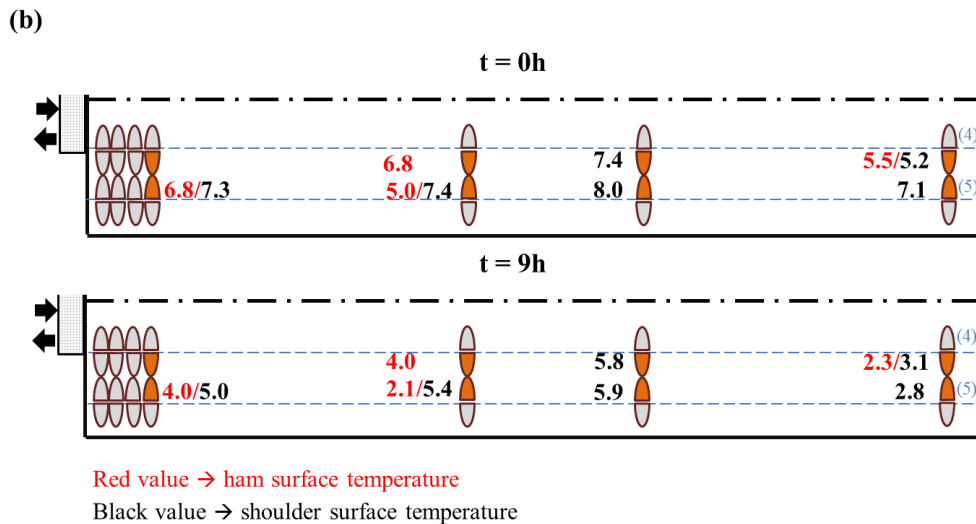 (b)
t = 0h
(4)
6.8 7.4 5.5/5.2
6.8/7.3 5.0/7.4 8.0 7.1 (5)
t = 9h
(4)
4.0 5.8 2.3/3.1
4.0/5.0 2.1/5.4 5.9 2.8 (5)
Red value → ham surface temperature
Black value → shoulder surface temperature